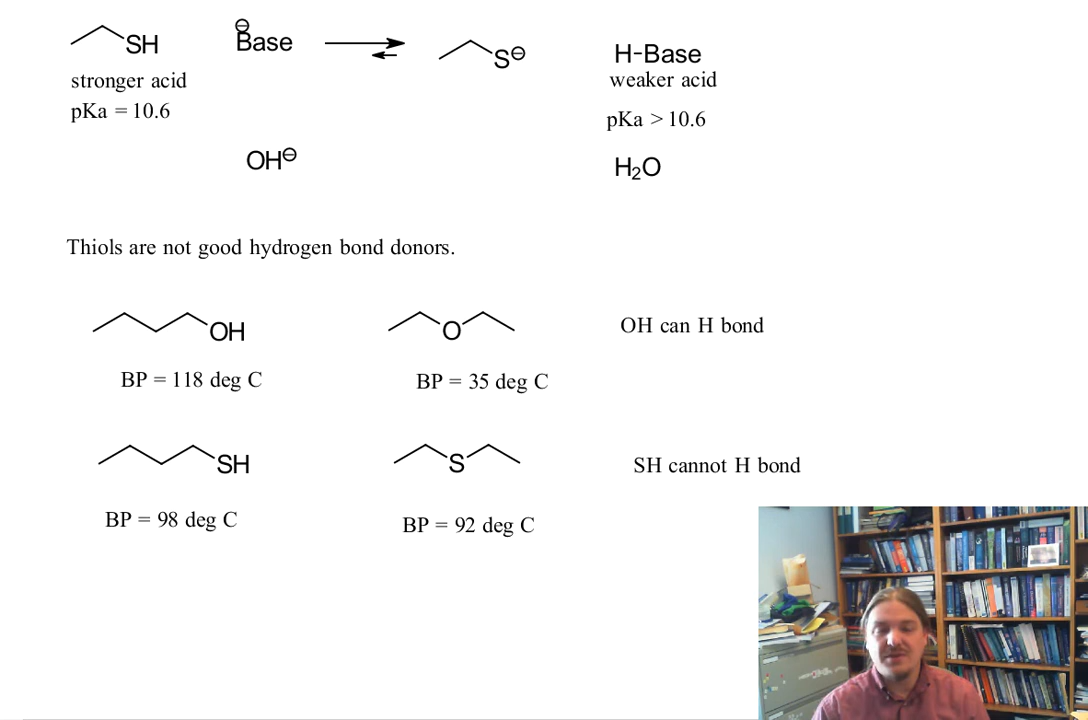 SH
⊖
Base
S⊖
H-Base
stronger acid
weaker acid
pKa = 10.6
pKa > 10.6
OH⊖
H₂O
Thiols are not good hydrogen bond donors.
OH
O
OH can H bond
BP = 118 deg C
BP = 35 deg C
SH
S
SH cannot H bond
BP = 98 deg C
BP = 92 deg C